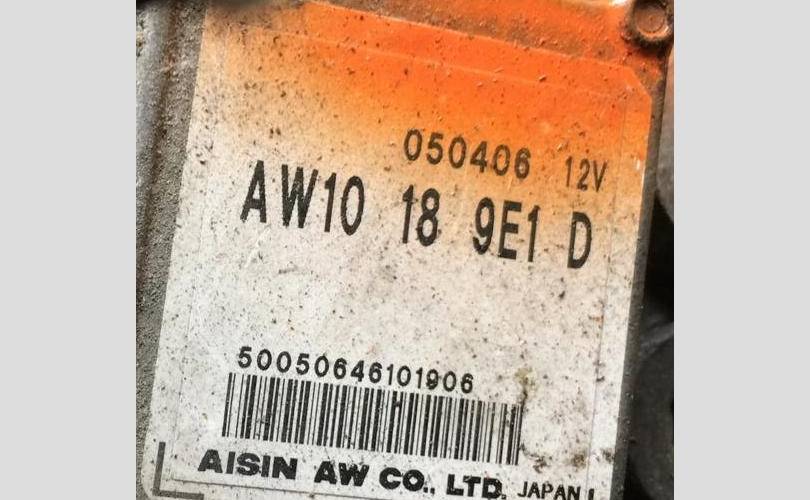 050406 12V
AW10 18 9E1 D
50050646101906
AISIN AW CO., LTD. JAPAN